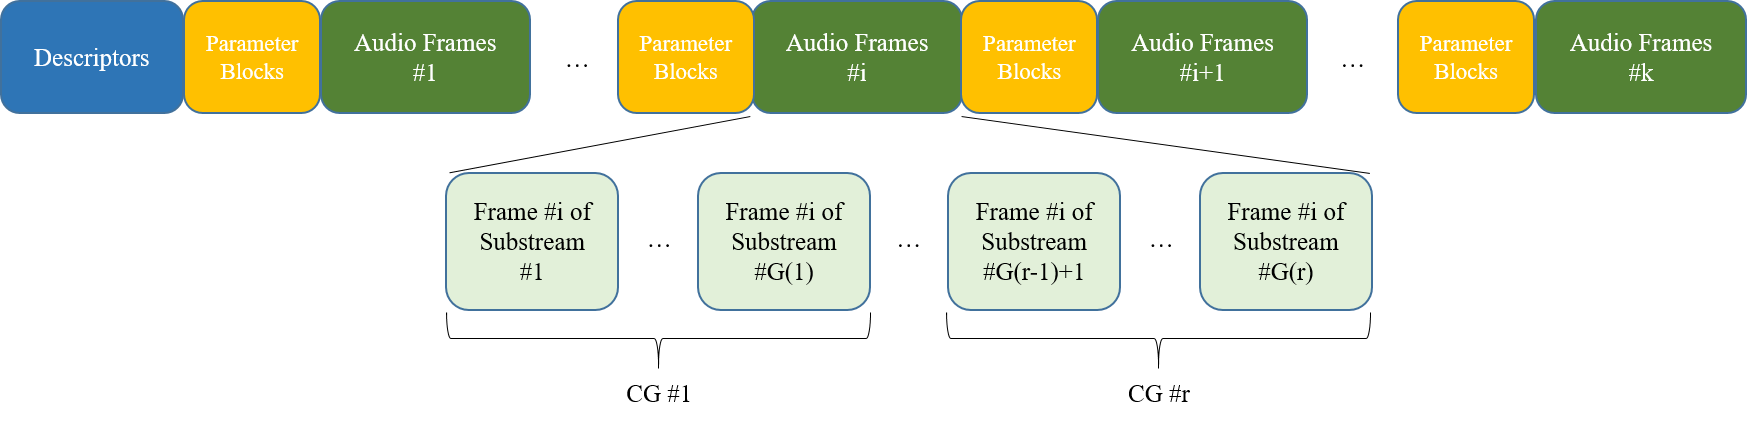 Descriptors
Parameter
Blocks
Audio Frames
#1
…
Parameter
Blocks
Audio Frames
#i
Parameter
Blocks
Audio Frames
#i+1
…
Parameter
Blocks
Audio Frames
#k
Frame #i of
Substream
#1
…
Frame #i of
Substream
#G(1)
…
Frame #i of
Substream
#G(r-1)+1
…
Frame #i of
Substream
#G(r)
CG #1
CG #r